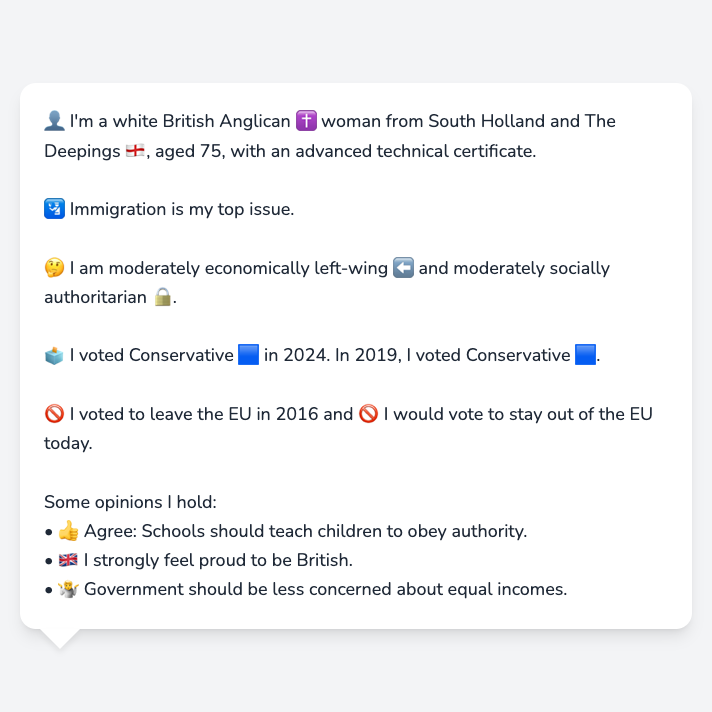 👤 I'm a white British Anglican ✝️ woman from South Holland and The
Deepings 🏴󠁧󠁢󠁥󠁮󠁧󠁿, aged 75, with an advanced technical certificate.
🛂 Immigration is my top issue.
🤔 I am moderately economically left-wing ⬅️ and moderately socially
authoritarian 🔒.
🗳️ I voted Conservative 🟦 in 2024. In 2019, I voted Conservative 🟦.
🚫 I voted to leave the EU in 2016 and 🚫 I would vote to stay out of the EU
today.
Some opinions I hold:
• 👍 Agree: Schools should teach children to obey authority.
• 🇬🇧 I strongly feel proud to be British.
• 🤷 Government should be less concerned about equal incomes.